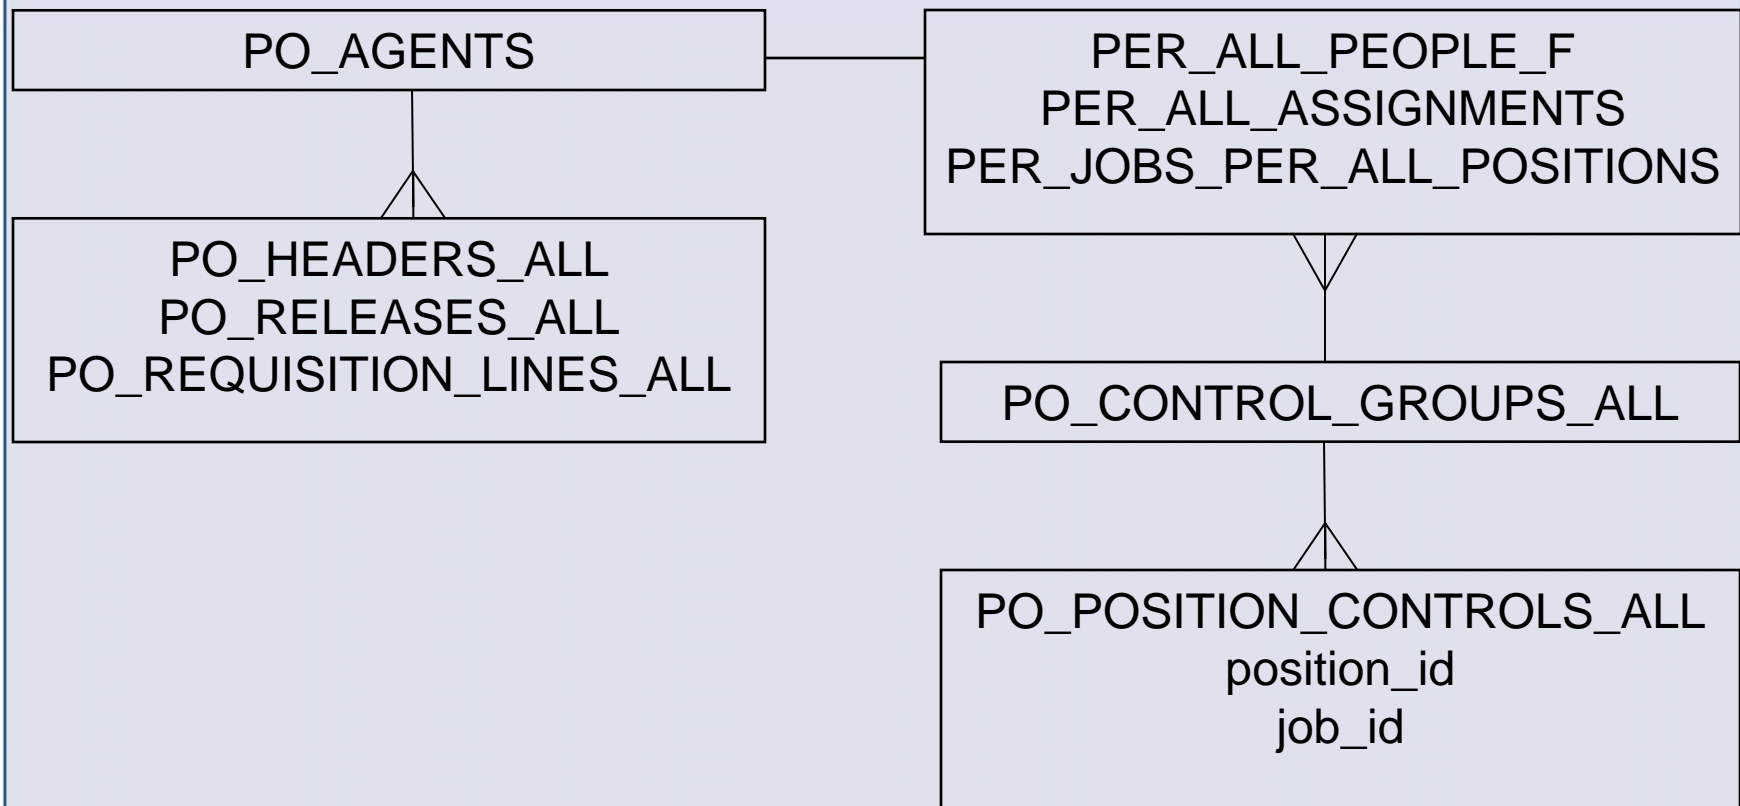 PO_AGENTS
PER_ALL_PEOPLE_F
PER_ALL_ASSIGNMENTS
PER_JOBS_PER_ALL_POSITIONS
PO_HEADERS_ALL
PO_RELEASES_ALL
PO_REQUISITION_LINES_ALL
PO_CONTROL_GROUPS_ALL
PO_POSITION_CONTROLS_ALL
position_id
job_id